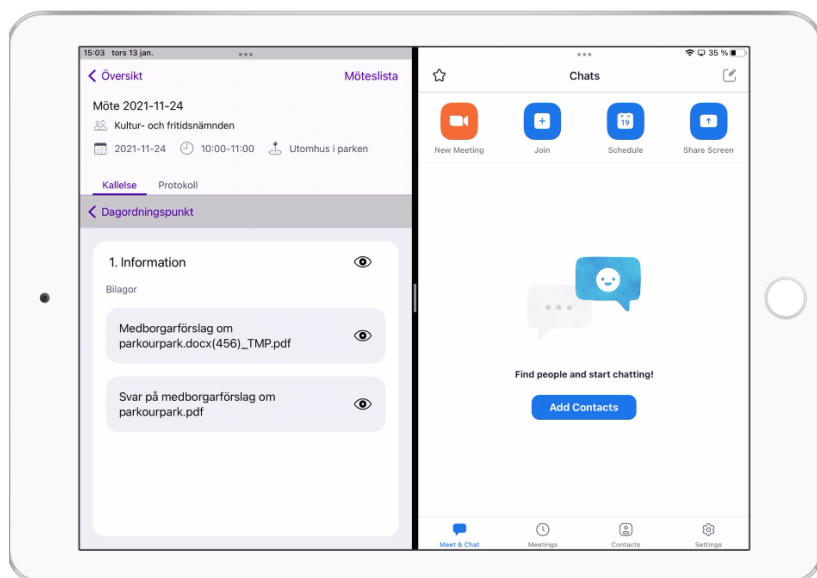 15:03 tors 13 jan.
35 %
Översikt
Möteslista
Möte 2021-11-24
Kultur- och fritidsnämnden
2021-11-24 10:00-11:00 Utomhus i parken
Kallelse Protokoll
Dagordningspunkt
1. Information
Bilagor
Medborgarförslag om
parkourpark.docx(456)_TMP.pdf
Svar på medborgarförslag om
parkourpark.pdf
Chats
New Meeting Join Schedule Share Screen
19
Find people and start chatting!
Add Contacts
Meet & Chat Meetings Contacts Settings